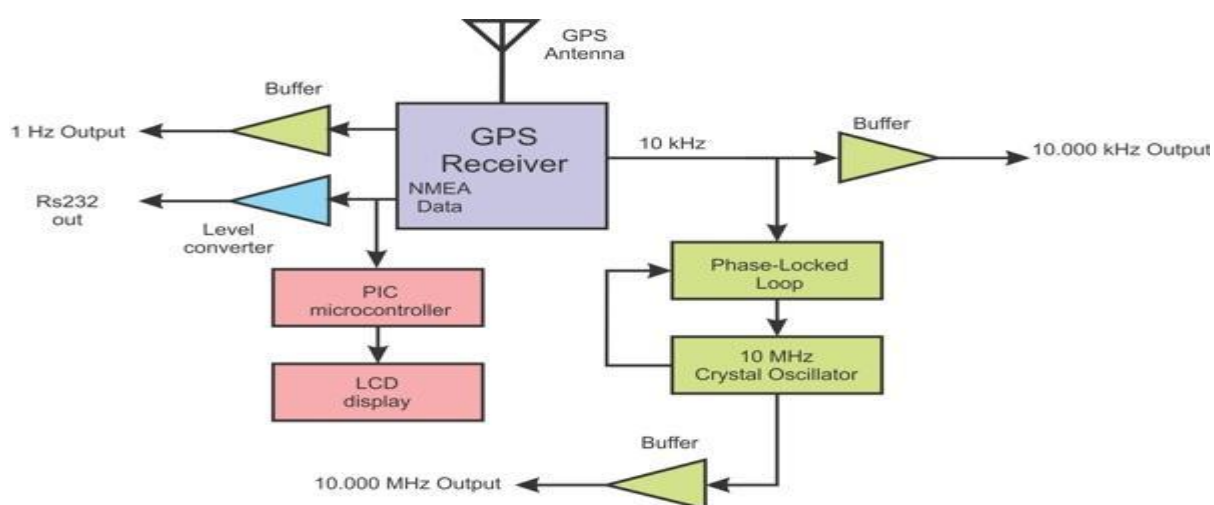 GPS
Antenna
Buffer
1 Hz Output
GPS
Receiver
10 kHz
Buffer
10.000 kHz Output
NMEA
Data
Rs232
out
Level
converter
PIC
microcontroller
LCD
display
Phase-Locked
Loop
10 MHz
Crystal Oscillator
Buffer
10.000 MHz Output